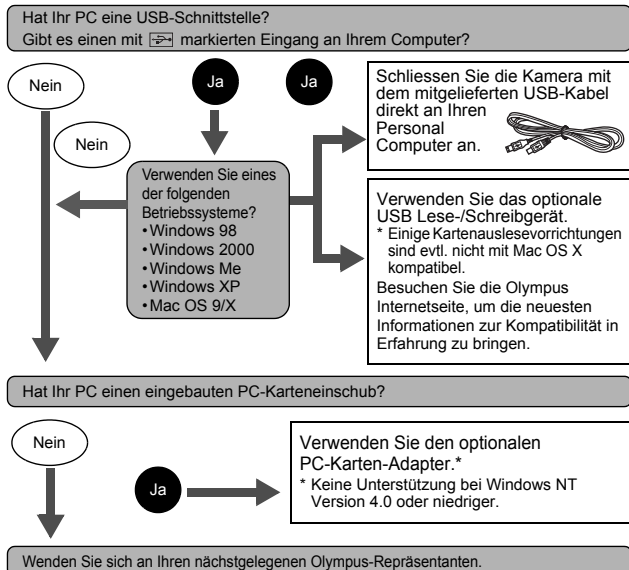 Hat Ihr PC eine USB-Schnittstelle?
Gibt es einen mit markierten Eingang an Ihrem Computer?
Nein
Ja
Ja
Schliessen Sie die Kamera mit
dem mitgelieferten USB-Kabel
direkt an Ihren
Personal
Computer an.
Nein
Verwenden Sie eines
der folgenden
Betriebssysteme?
•Windows 98
•Windows 2000
•Windows Me
•Windows XP
•Mac OS 9/X
Verwenden Sie das optionale
USB Lese-/Schreibgerät.
* Einige Kartenauslesevorrichtungen
sind evtl. nicht mit Mac OS X
kompatibel.
Besuchen Sie die Olympus
Internetseite, um die neuesten
Informationen zur Kompatibilität in
Erfahrung zu bringen.
Hat Ihr PC einen eingebauten PC-Karteneinschub?
Nein
Ja
Verwenden Sie den optionalen
PC-Karten-Adapter.*
* Keine Unterstützung bei Windows NT
Version 4.0 oder niedriger.
Wenden Sie sich an Ihren nächstgelegenen Olympus-Repräsentanten.